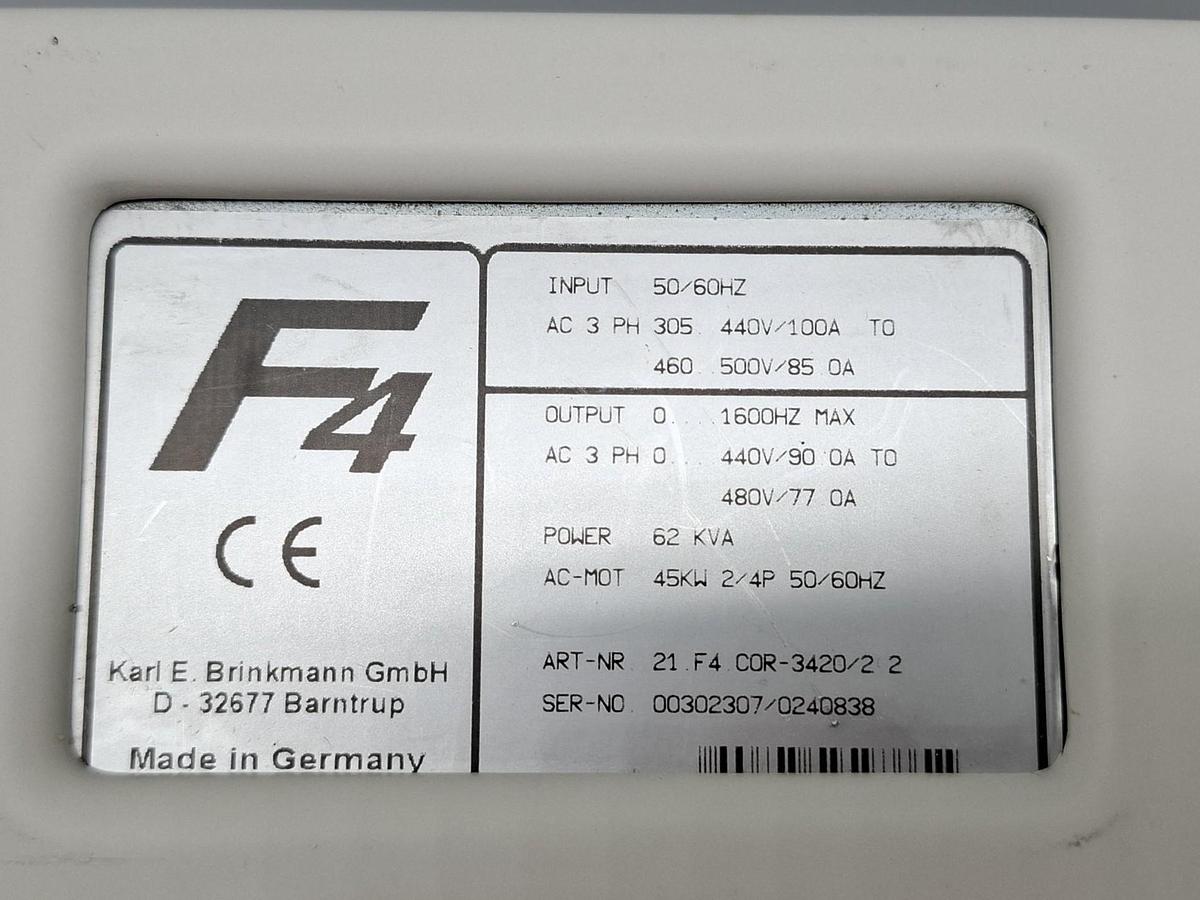 F4
CE
Karl E. Brinkmann GmbH
D - 32677 Barntrup
Made in Germany
INPUT 50/60HZ
AC 3 PH 305. 440V/100A TO
460..500V/85.0A
OUTPUT 0....1600HZ MAX
AC 3 PH 0.... 440V/90.0A TO
480V/77.0A
POWER 62 KVA
AC-MOT 45KW 2/4P 50/60HZ
ART-NR. 21.F4.C0R-3420/2.2
SER-NO. 00302307/0240838